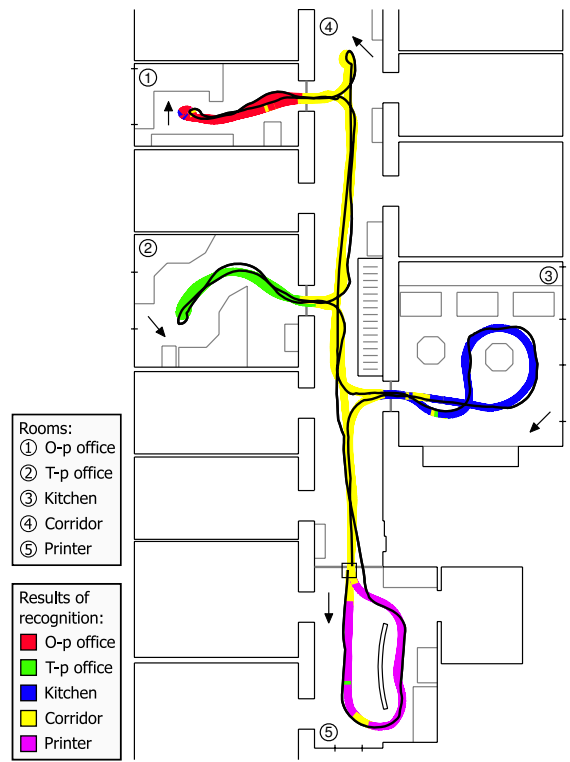 ④
①
②
③
Rooms:
① O-p office
② T-p office
③ Kitchen
④ Corridor
⑤ Printer
Results of
recognition:
O-p office
T-p office
Kitchen
Corridor
Printer
⑤